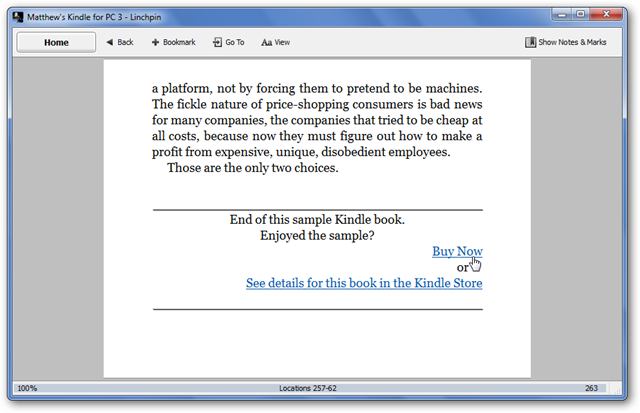 Matthew's Kindle for PC 3 - Linchpin
Home
Back
Bookmark
Go To
Aa View
Show Notes & Marks
a platform, not by forcing them to pretend to be machines.
The fickle nature of price-shopping consumers is bad news
for many companies, the companies that tried to be cheap at
all costs, because now they must figure out how to make a
profit from expensive, unique, disobedient employees.
Those are the only two choices.
End of this sample Kindle book.
Enjoyed the sample?
Buy Now
or
See details for this book in the Kindle Store
100%
Locations 257-62
263